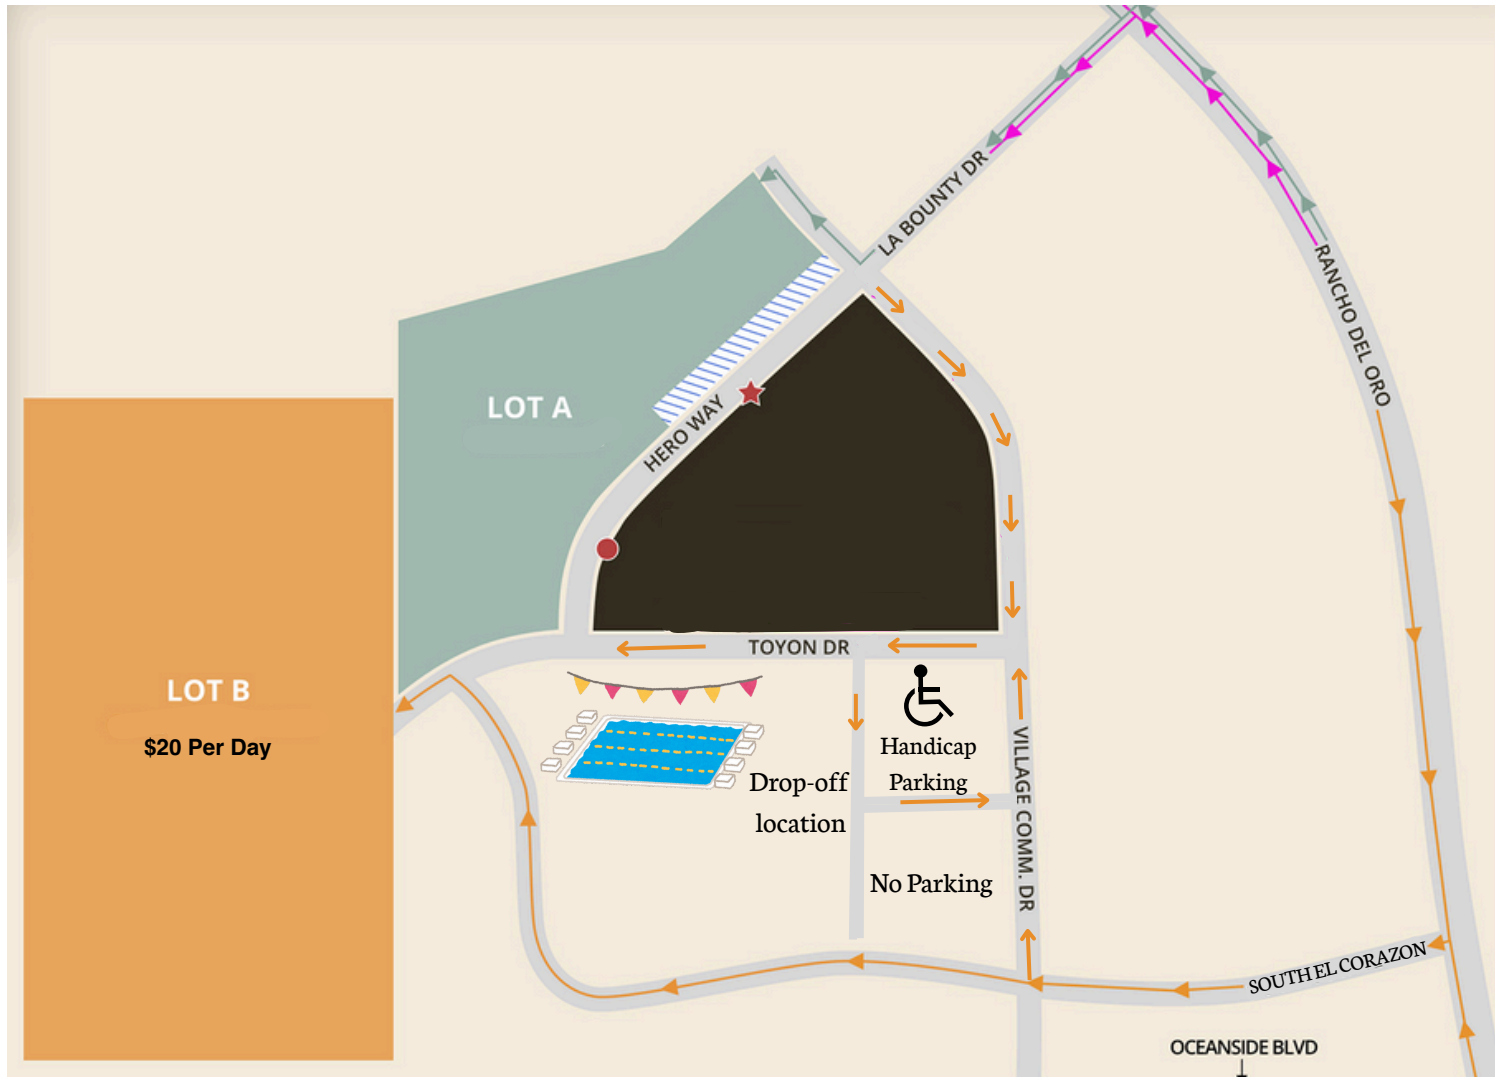 LA BOUNTY DR
RANCHO DEL ORO
LOT A
HERO WAY
TOYON DR
LOT B
$20 Per Day
Handicap
Parking
Drop-off
location
VILLAGE COMM. DR
No Parking
SOUTH EL CORAZON
OCEANSIDE BLVD